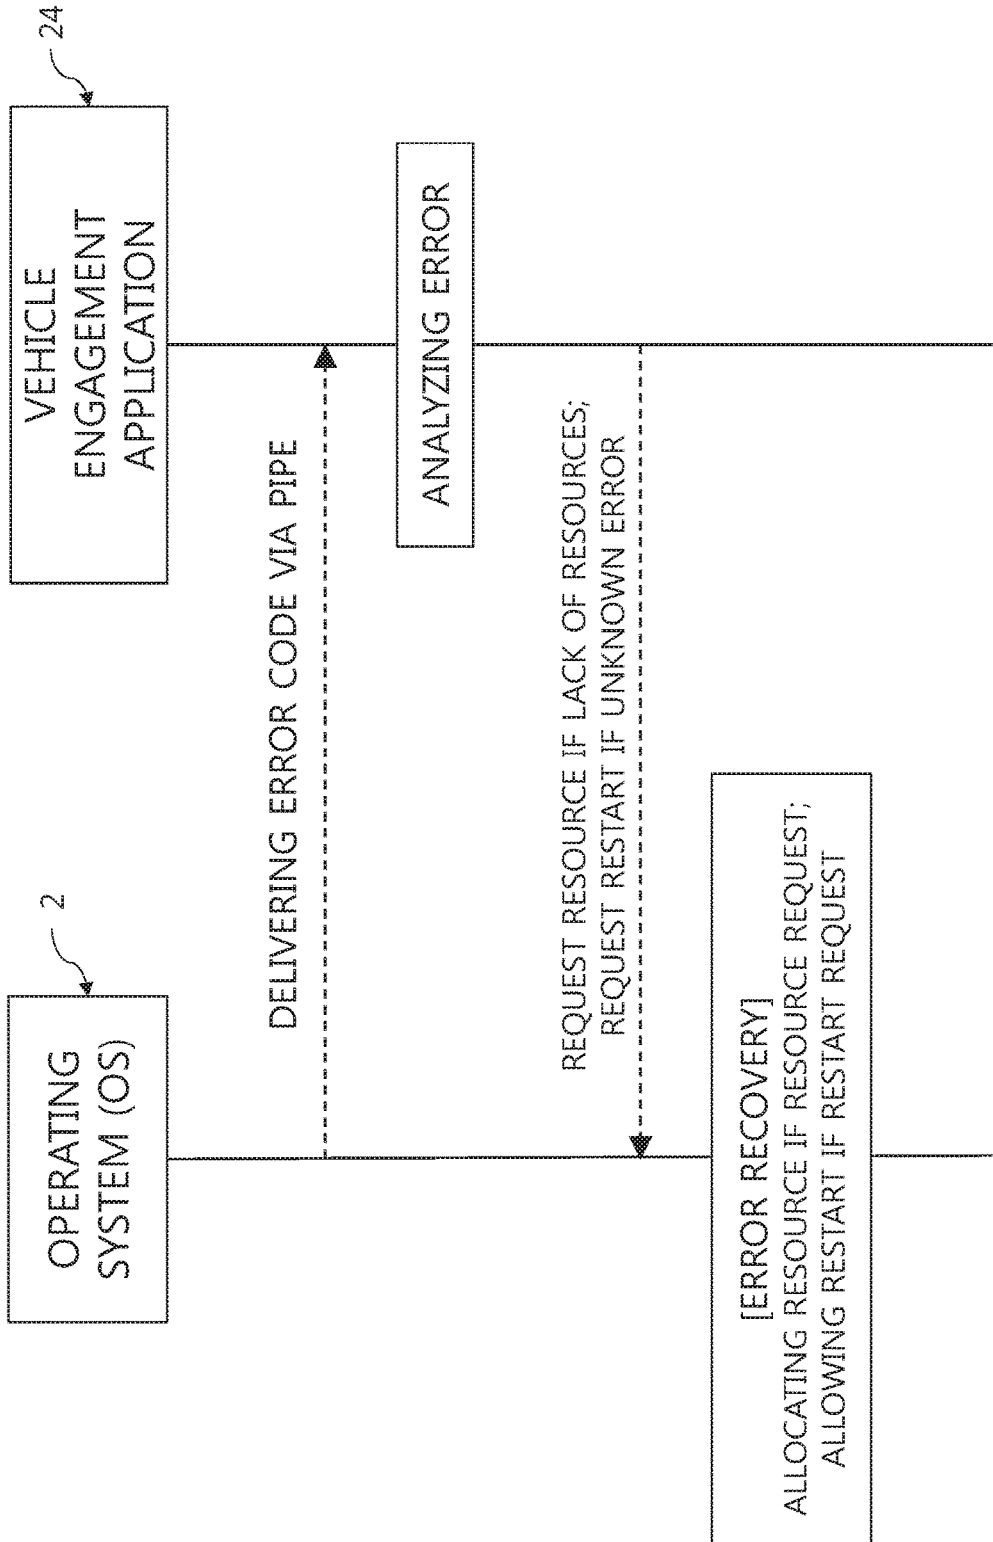 OPERATING
SYSTEM (OS)
2
VEHICLE
ENGAGEMENT
APPLICATION
24
DELIVERING ERROR CODE VIA PIPE
ANALYZING ERROR
REQUEST RESOURCE IF LACK OF RESOURCES;
REQUEST RESTART IF UNKNOWN ERROR
[ERROR RECOVERY]
ALLOCATING RESOURCE IF RESOURCE REQUEST;
ALLOWING RESTART IF RESTART REQUEST